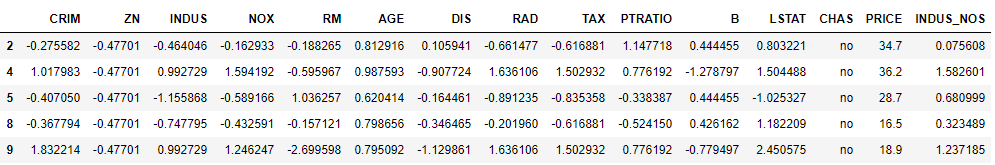 CRIM ZN INDUS NOX RM AGE DIS RAD TAX PTRATIO B LSTAT CHAS PRICE INDUS_NOS
2 -0.275582 -0.47701 -0.464046 -0.162933 -0.188265 0.812916 0.105941 -0.661477 -0.616881 1.147718 0.444455 0.803221 no 34.7 0.075608
4 1.017983 -0.47701 0.992729 1.594192 -0.595967 0.987593 -0.907724 1.636106 1.502932 0.776192 -1.278797 1.504488 no 36.2 1.582601
5 -0.407050 -0.47701 -1.155868 -0.589166 1.036257 0.620414 -0.164461 -0.891235 -0.835358 -0.338387 0.444455 -1.025327 no 28.7 0.680999
8 -0.367794 -0.47701 -0.747795 -0.432591 -0.157121 0.798656 -0.346465 -0.201960 -0.616881 -0.524150 0.426162 1.182209 no 16.5 0.323489
9 1.832214 -0.47701 0.992729 1.246247 -2.699598 0.795092 -1.129861 1.636106 1.502932 0.776192 -0.779497 2.450575 no 18.9 1.237185